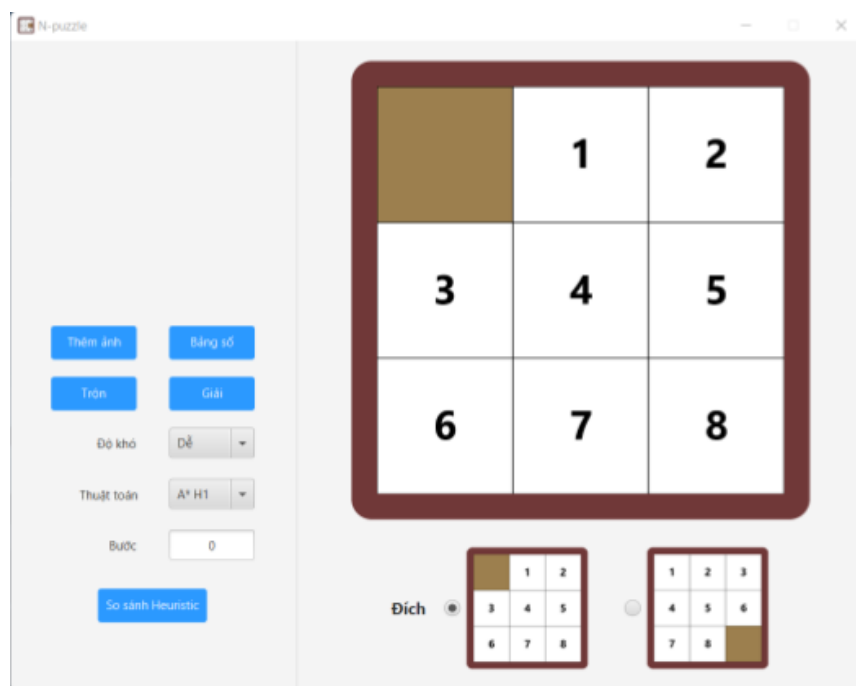 N-puzzle
Thêm ảnh Bảng số
Trộn Giải
Độ khó Dễ
Thuật toán A* H1
Bước 0
So sánh Heuristic
1 2
3 4 5
6 7 8
Đích
1 2
3 4 5
6 7 8
1 2 3
4 5 6
7 8